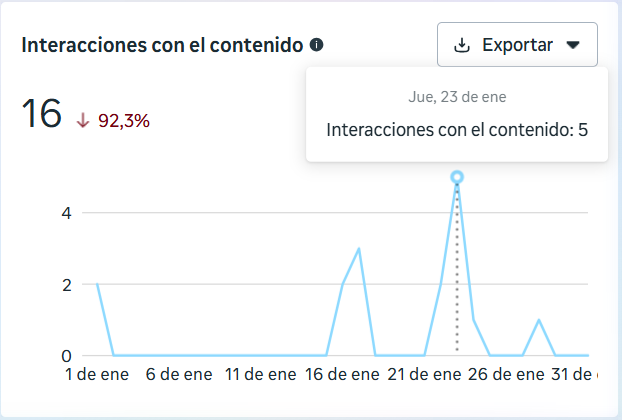 Interacciones con el contenido
Exportar
16 ↓ 92,3%
Jue, 23 de ene
Interacciones con el contenido: 5
4
2
0
1 de ene 6 de ene 11 de ene 16 de ene 21 de ene 26 de ene 31 de